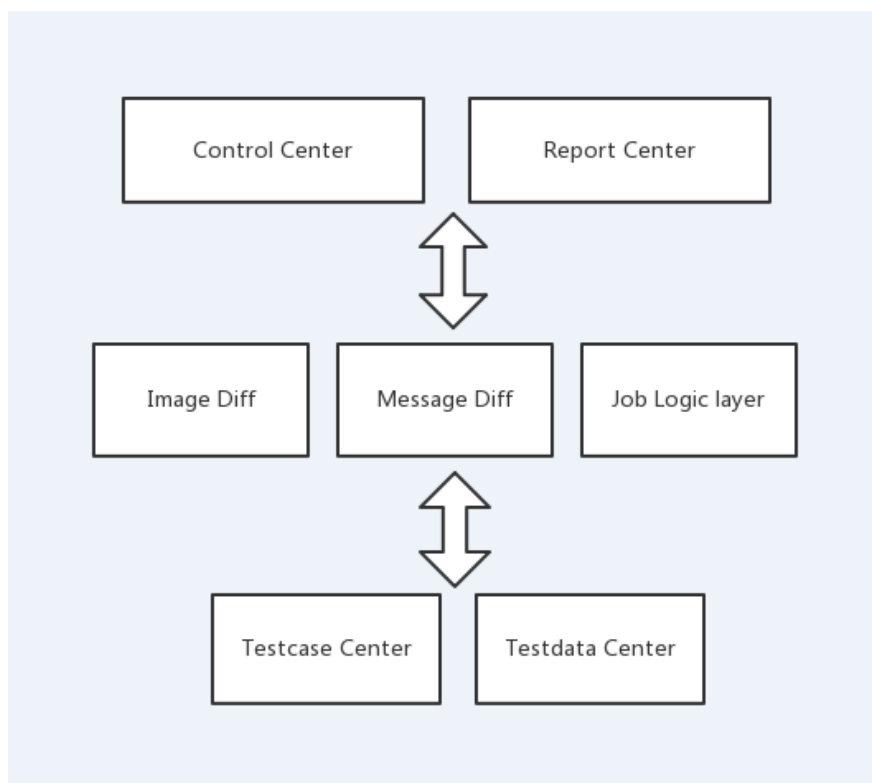 Control Center
Report Center
Image Diff
Message Diff
Job Logic layer
Testcase Center
Testdata Center